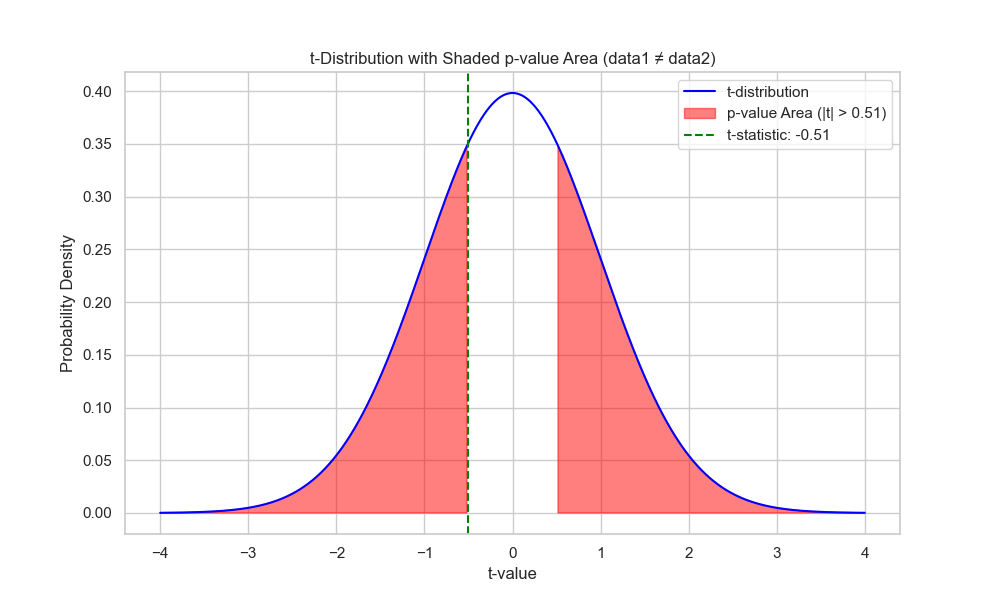 t-Distribution with Shaded p-value Area (data1 ≠ data2)
t-distribution
p-value Area (|t| > 0.51)
t-statistic: -0.51
Probability Density
0.40
0.35
0.30
0.25
0.20
0.15
0.10
0.05
0.00
−4 −3 −2 −1 0 1 2 3 4
t-value